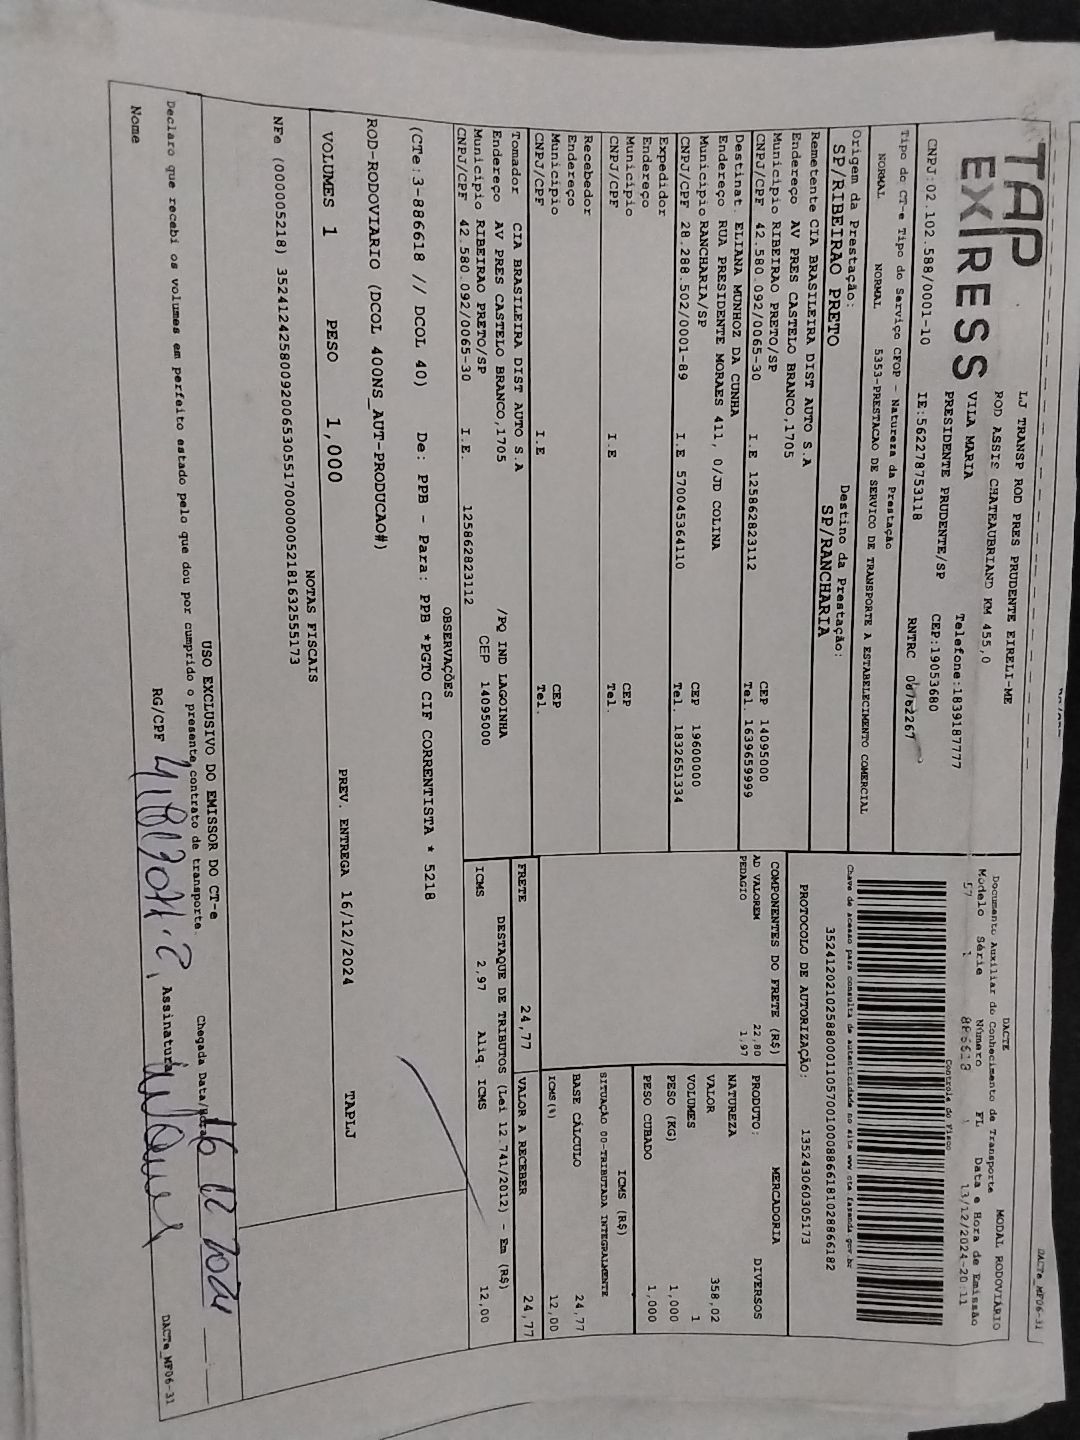 DACTe_MF06-31
TAP
EXPRESS
LJ TRANSP ROD PRES PRUDENTE EIRELI-ME
ROD ASSIS CHATEAUBRIAND KM 455,0
VILA MARIA Telefone:1839187777
PRESIDENTE PRUDENTE/SP CEP:19053680
CNPJ:02.102.588/0001-10 IE:562278753118 RNTRC
Tipo do CT-e Tipo do Serviço CFOP - Natureza da Prestação
NORMAL NORMAL 5353-PRESTACAO DE SERVICO DE TRANSPORTE A ESTABELECIMENTO COMERCIAL
Origem da Prestação: Destino da Prestação:
SP/RIBEIRAO PRETO SP/RANCHARIA
DACTE MODAL RODOVIÁRIO
Documento Auxiliar do Conhecimento de Transporte
Modelo Série Número FL Data e Hora de Emissão
57 1 886618 13/12/2024-20:11
Controle do Fisco
Chave de acesso para consulta de autenticidade no site www.cte.fazenda.gov.br
35241202102588000110570010008866181028866182
PROTOCOLO DE AUTORIZAÇÃO: 135243060305173
Remetente CIA BRASILEIRA DIST AUTO S.A
Endereço AV PRES CASTELO BRANCO,1705
Municipio RIBEIRAO PRETO/SP CEP 14095000
CNPJ/CPF 42.580.092/0065-30 I.E 125862823112 Tel. 1639659999
Destinat. ELIANA MUNHOZ DA CUNHA
Endereço RUA PRESIDENTE MORAES 411, 0/JD COLINA
Municipio RANCHARIA/SP CEP 19600000
CNPJ/CPF 28.288.502/0001-89 I.E 570045364110 Tel. 1832651334
Expedidor
Endereço
Municipio CEP
CNPJ/CPF I.E Tel.
Recebedor
Endereço
Municipio CEP
CNPJ/CPF I.E Tel.
Tomador CIA BRASILEIRA DIST AUTO S.A
Endereço AV PRES CASTELO BRANCO,1705 /PQ IND LAGOINHA
Municipio RIBEIRAO PRETO/SP CEP 14095000
CNPJ/CPF 42.580.092/0065-30 I.E. 125862823112
COMPONENTES DO FRETE (R$)
AD VALOREM 22,80
PEDAGIO 1,97
MERCADORIA
PRODUTO: DIVERSOS
NATUREZA
VALOR 358,02
VOLUMES 1
PESO (KG) 1,000
PESO CUBADO 1,000
ICMS (R$)
SITUAÇÃO 00-TRIBUTADA INTEGRALMENTE
BASE CÁLCULO 24,77
ICMS(%) 12,00
FRETE 24,77 VALOR A RECEBER 24,77
DESTAQUE DE TRIBUTOS (Lei 12.741/2012) - Em (R$)
ICMS 2,97 Aliq. ICMS 12,00
OBSERVAÇÕES
(CTe:3-886618 // DCOL 40) De: PPB - Para: PPB *PGTO CIF CORRENTISTA * 5218
ROD-RODOVIARIO (DCOL 400NS_AUT-PRODUCAO#)
VOLUMES 1 PESO 1,000 PREV. ENTREGA 16/12/2024 TAPLJ
NOTAS FISCAIS
NFe (000005218) 35241242580092006530551700000052181632555173
USO EXCLUSIVO DO EMISSOR DO CT-e
Declaro que recebi os volumes em perfeito estado pelo que dou por cumprido o presente contrato de transporte.
Chegada Data/Hora 16 12 2024
Nome RG/CPF Assinatura
DACTe_MF06-31